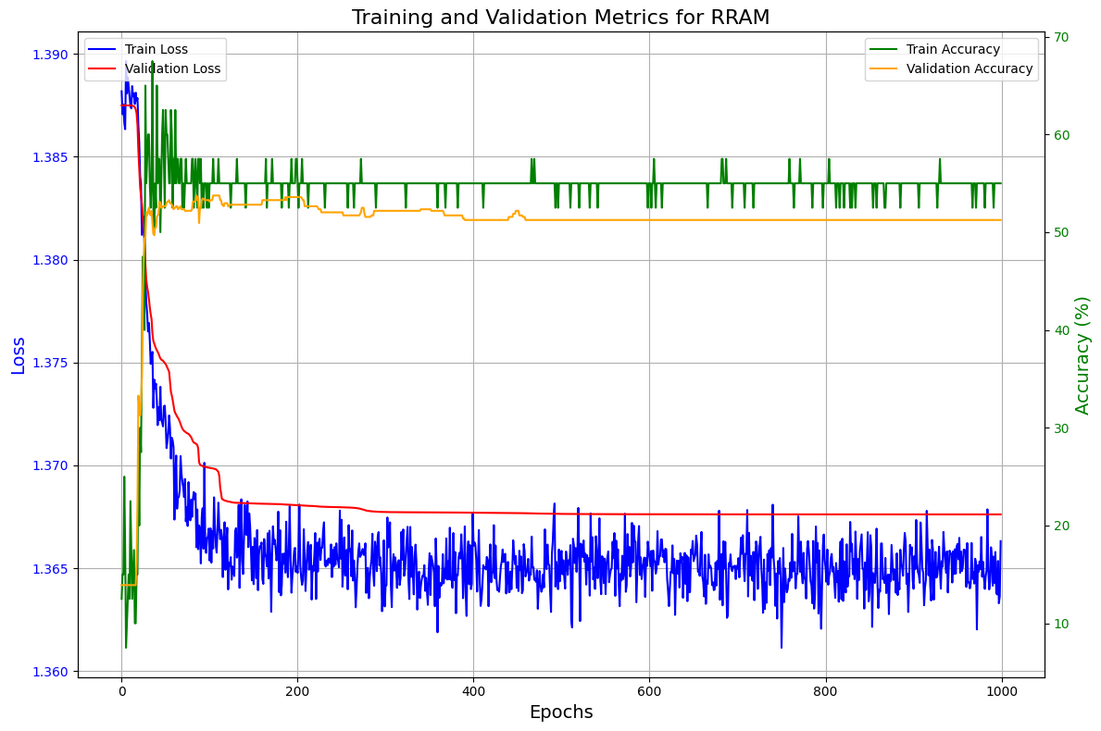 Training and Validation Metrics for RRAM
Train Loss
Validation Loss
Train Accuracy
Validation Accuracy
1.390
1.385
1.380
1.375
1.370
1.365
1.360
Loss
70
60
50
40
30
20
10
Accuracy (%)
0 200 400 600 800 1000
Epochs